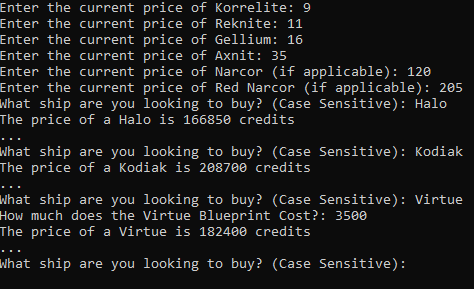 Enter the current price of Korrelite: 9
Enter the current price of Reknite: 11
Enter the current price of Gellium: 16
Enter the current price of Axnit: 35
Enter the current price of Narcor (if applicable): 120
Enter the current price of Red Narcor (if applicable): 205
What ship are you looking to buy? (Case Sensitive): Halo
The price of a Halo is 166850 credits
...
What ship are you looking to buy? (Case Sensitive): Kodiak
The price of a Kodiak is 208700 credits
...
What ship are you looking to buy? (Case Sensitive): Virtue
How much does the Virtue Blueprint Cost?: 3500
The price of a Virtue is 182400 credits
...
What ship are you looking to buy? (Case Sensitive):